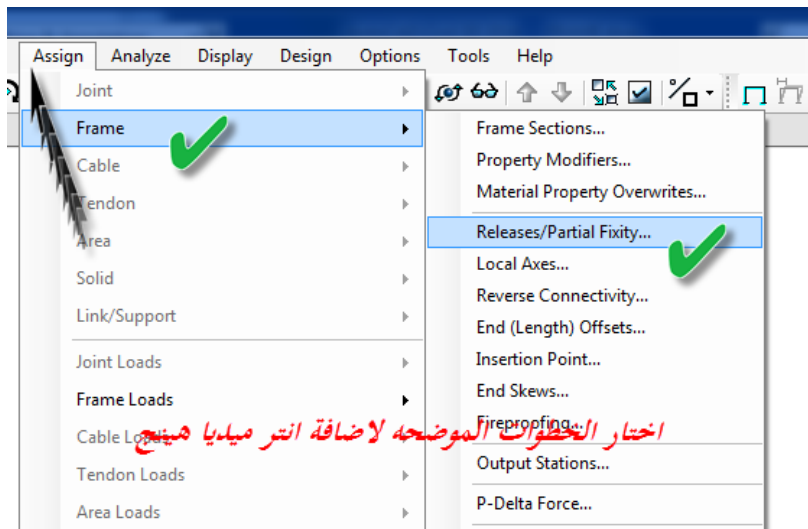 Assign Analyze Display Design Options Tools Help
Joint
Frame
Cable
Tendon
Area
Solid
Link/Support
Joint Loads
Frame Loads
Cable Loads
Tendon Loads
Area Loads
Frame Sections...
Property Modifiers...
Material Property Overwrites...
Releases/Partial Fixity...
Local Axes...
Reverse Connectivity...
End (Length) Offsets...
Insertion Point...
End Skews...
Fireproofing...
Output Stations...
P-Delta Force...
اختار الخطوات الموضحه لاضافة انتر ميديا هينج